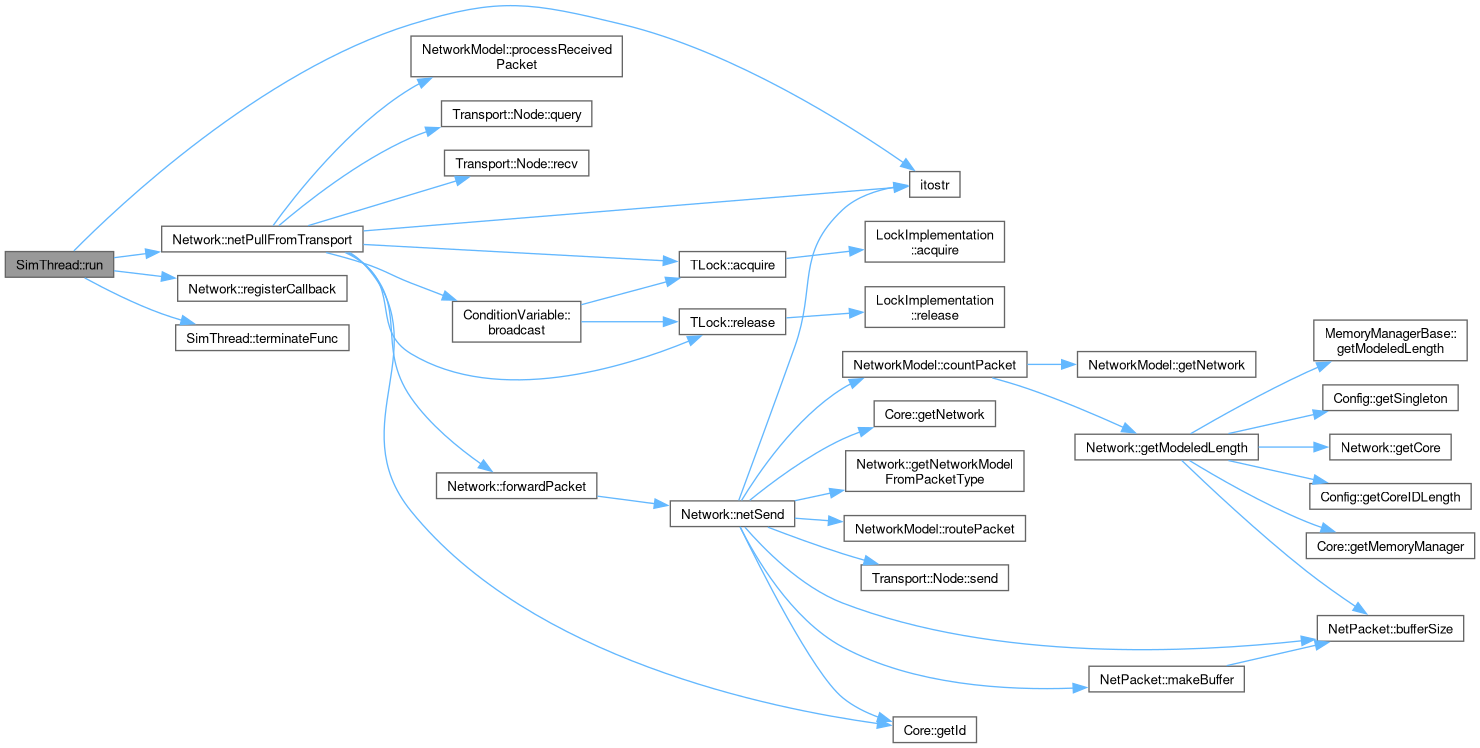 NetworkModel::processReceived
Packet
Transport::Node::query
Transport::Node::recv
itostr
Network::netPullFromTransport
LockImplementation
::acquire
SimThread::run
TLock::acquire
Network::registerCallback
LockImplementation
::release
ConditionVariable::
broadcast
TLock::release
SimThread::terminateFunc
MemoryManagerBase::
getModeledLength
NetworkModel::countPacket
NetworkModel::getNetwork
Config::getSingleton
Core::getNetwork
Network::getModeledLength
Network::getCore
Network::getNetworkModel
FromPacketType
Network::forwardPacket
Config::getCoreIDLength
Network::netSend
NetworkModel::routePacket
Core::getMemoryManager
Transport::Node::send
NetPacket::bufferSize
NetPacket::makeBuffer
Core::getId